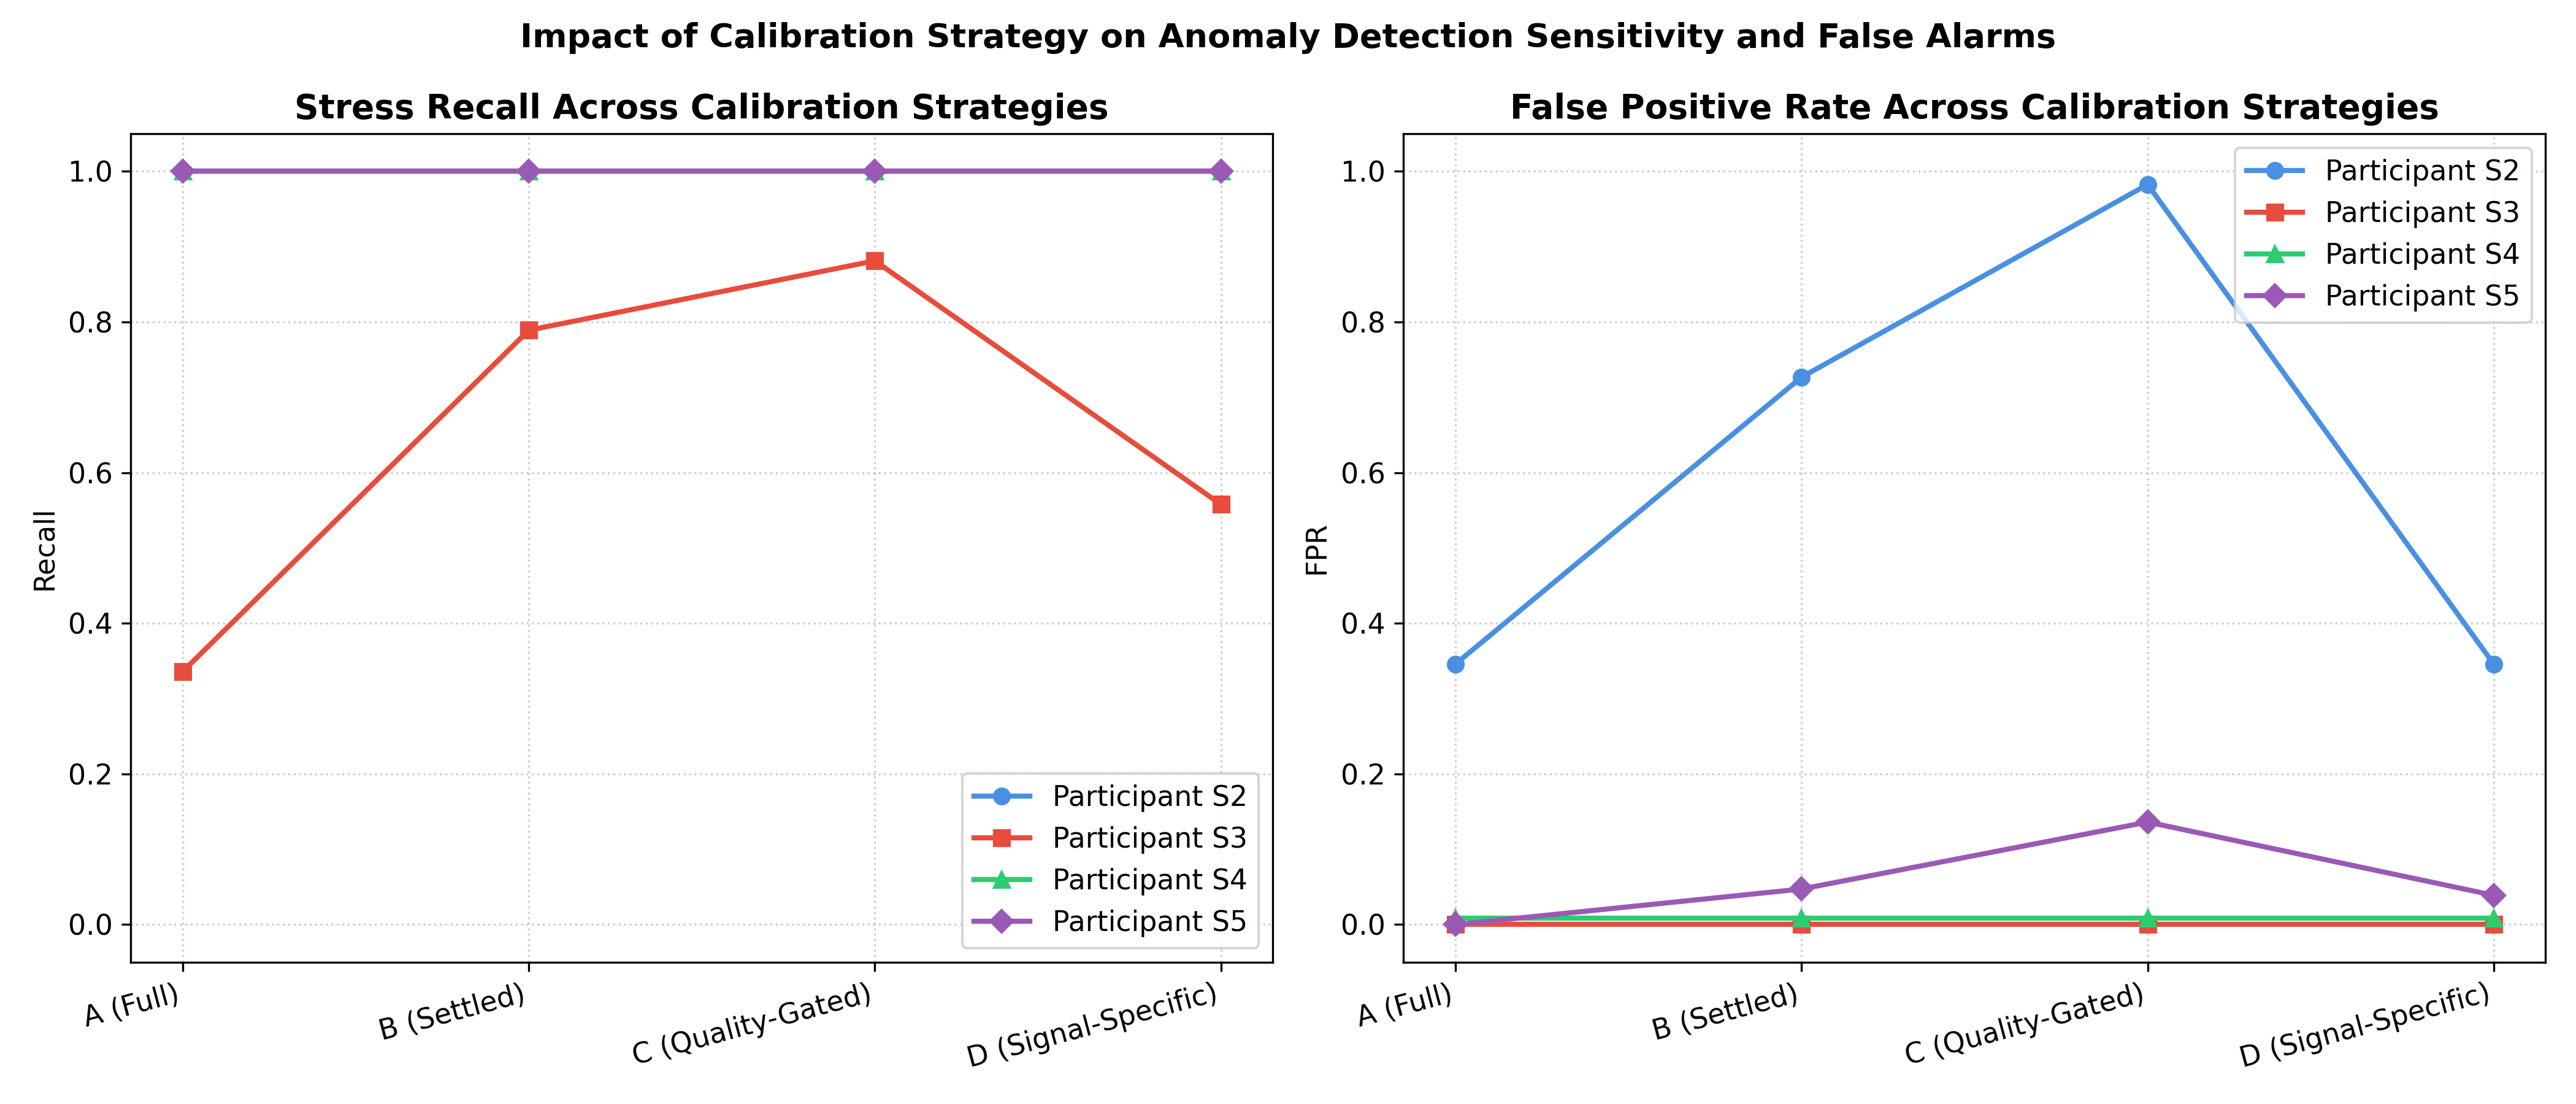 Impact of Calibration Strategy on Anomaly Detection Sensitivity and False Alarms
Stress Recall Across Calibration Strategies
Recall
1.0
0.8
0.6
0.4
0.2
0.0
A (Full)
B (Settled)
C (Quality-Gated)
D (Signal-Specific)
Participant S2
Participant S3
Participant S4
Participant S5
False Positive Rate Across Calibration Strategies
FPR
1.0
0.8
0.6
0.4
0.2
0.0
A (Full)
B (Settled)
C (Quality-Gated)
D (Signal-Specific)
Participant S2
Participant S3
Participant S4
Participant S5